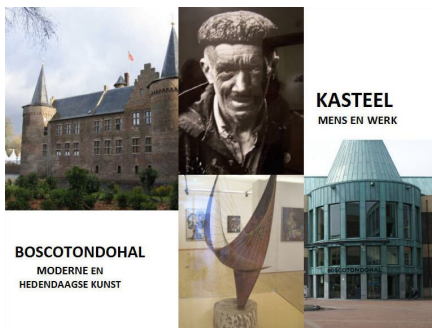 KASTEEL
MENS EN WERK
BOSCOTONDOHAL
BOSCOTONDOHAL
MODERNE EN
HEDENDAAGSE KUNST